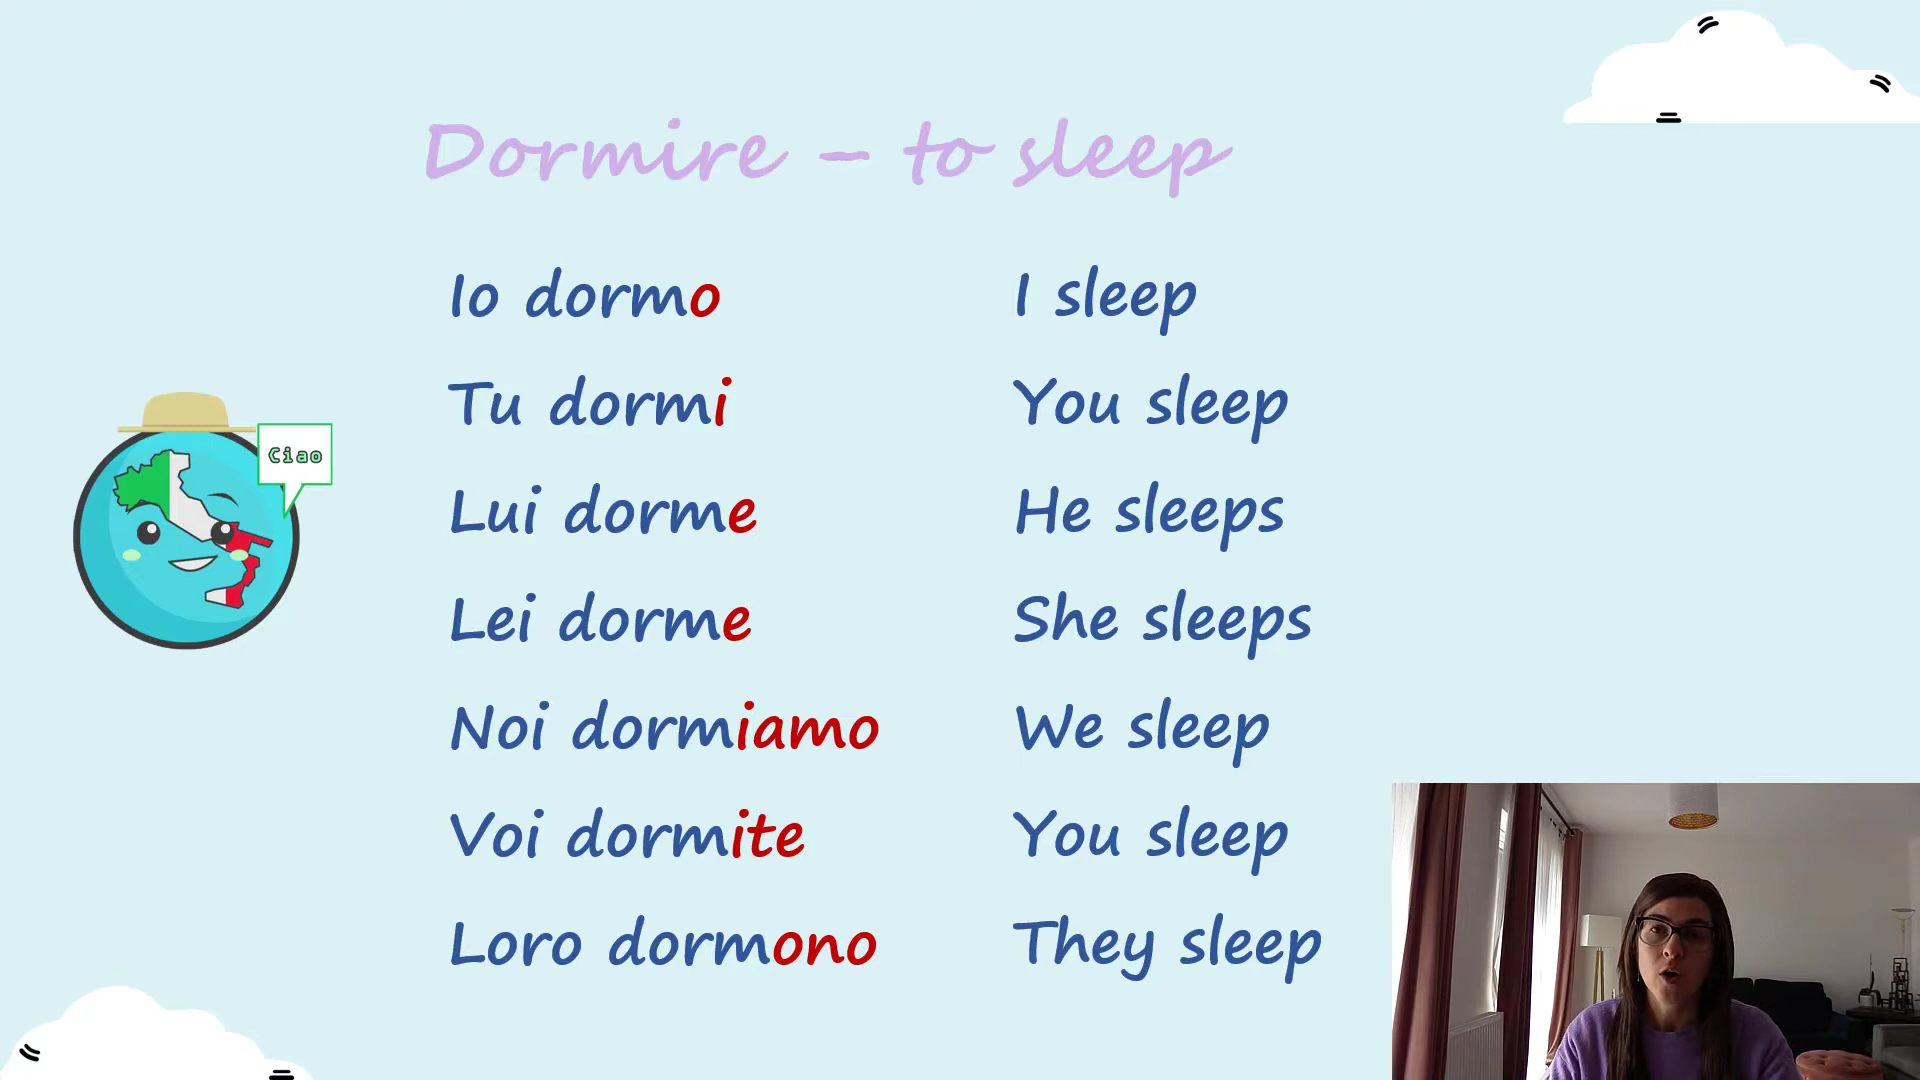 Dormire – to sleep
Io dormo I sleep
Tu dormi You sleep
Lui dorme He sleeps
Lei dorme She sleeps
Noi dormiamo We sleep
Voi dormite You sleep
Loro dormono They sleep
Ciao